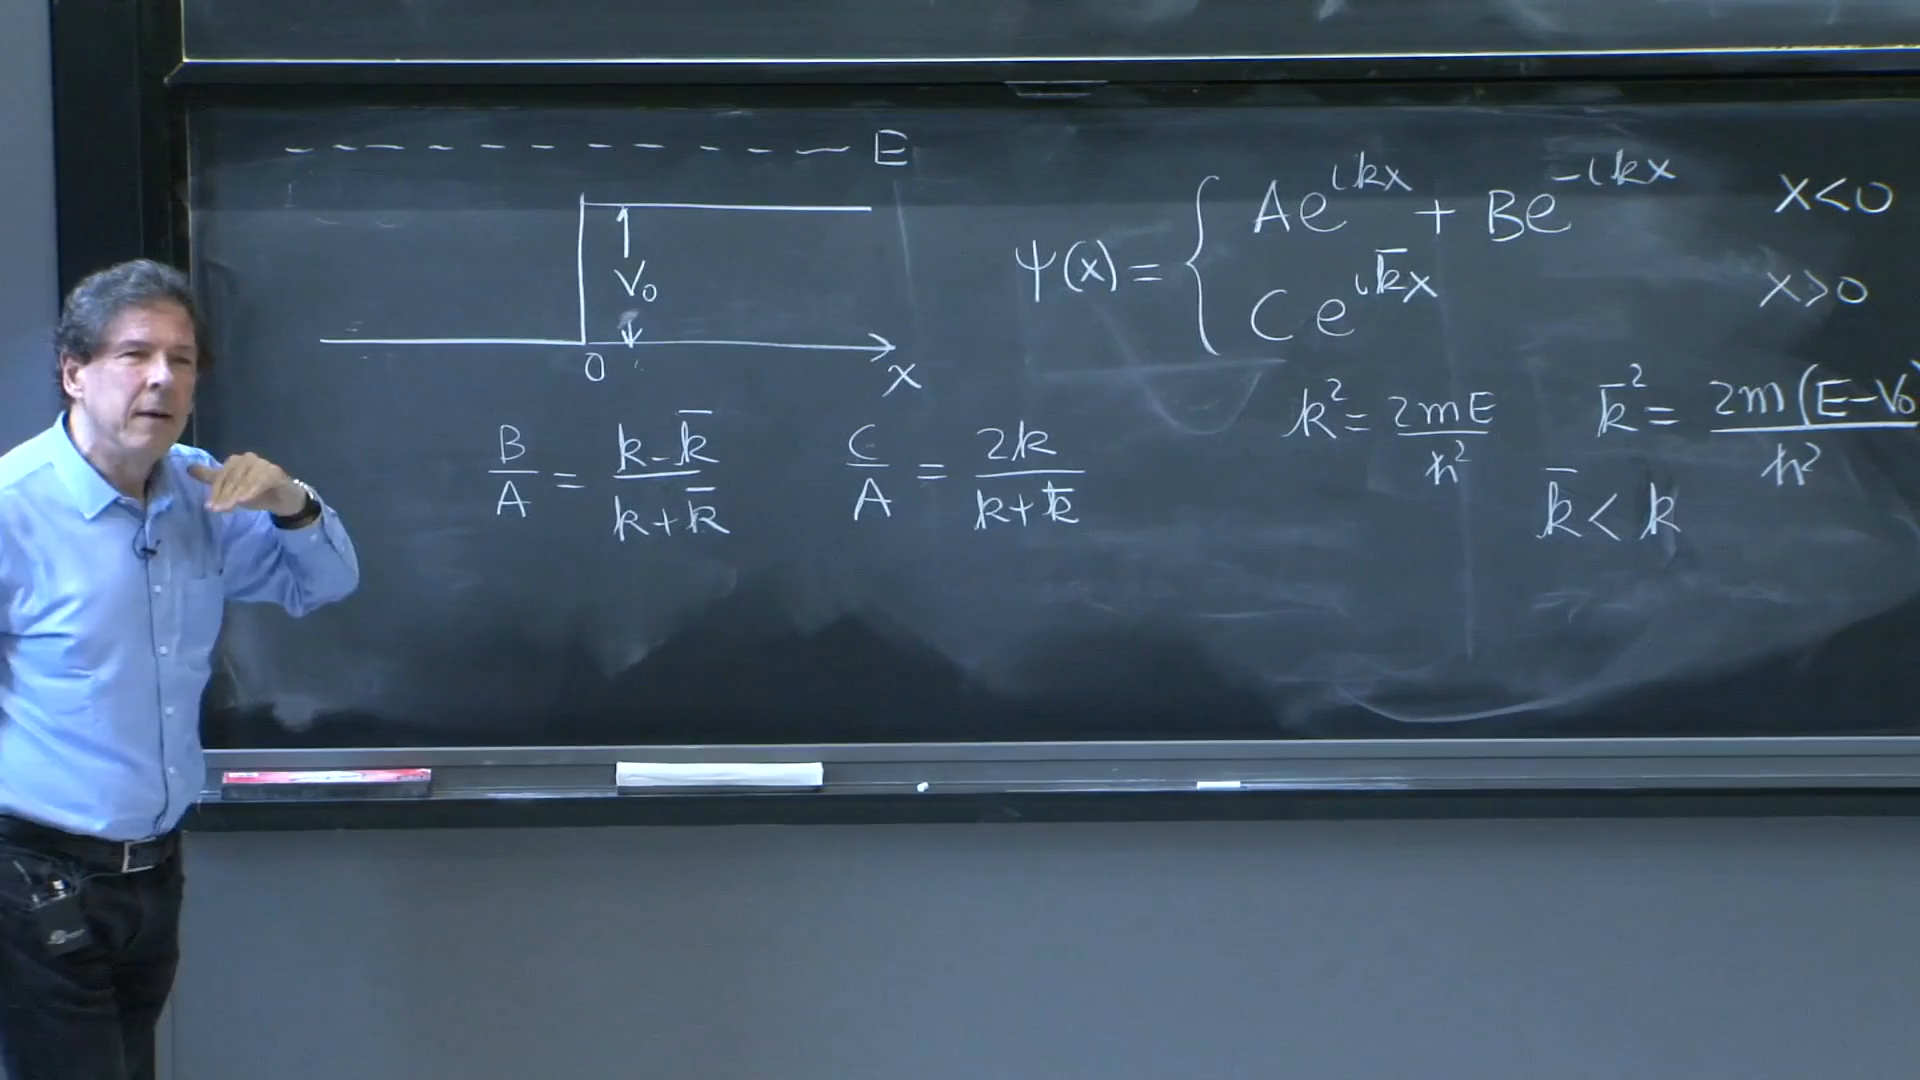 E
V₀
0
x
ψ(x) = { Ae^{ikx} + Be^{-ikx} x<0
Ce^{ik̄x} x>0
k² = 2mE/ħ² k̄² = 2m(E-V₀)/ħ²
k̄ < k
B/A = (k-k̄)/(k+k̄) C/A = 2k/(k+k̄)